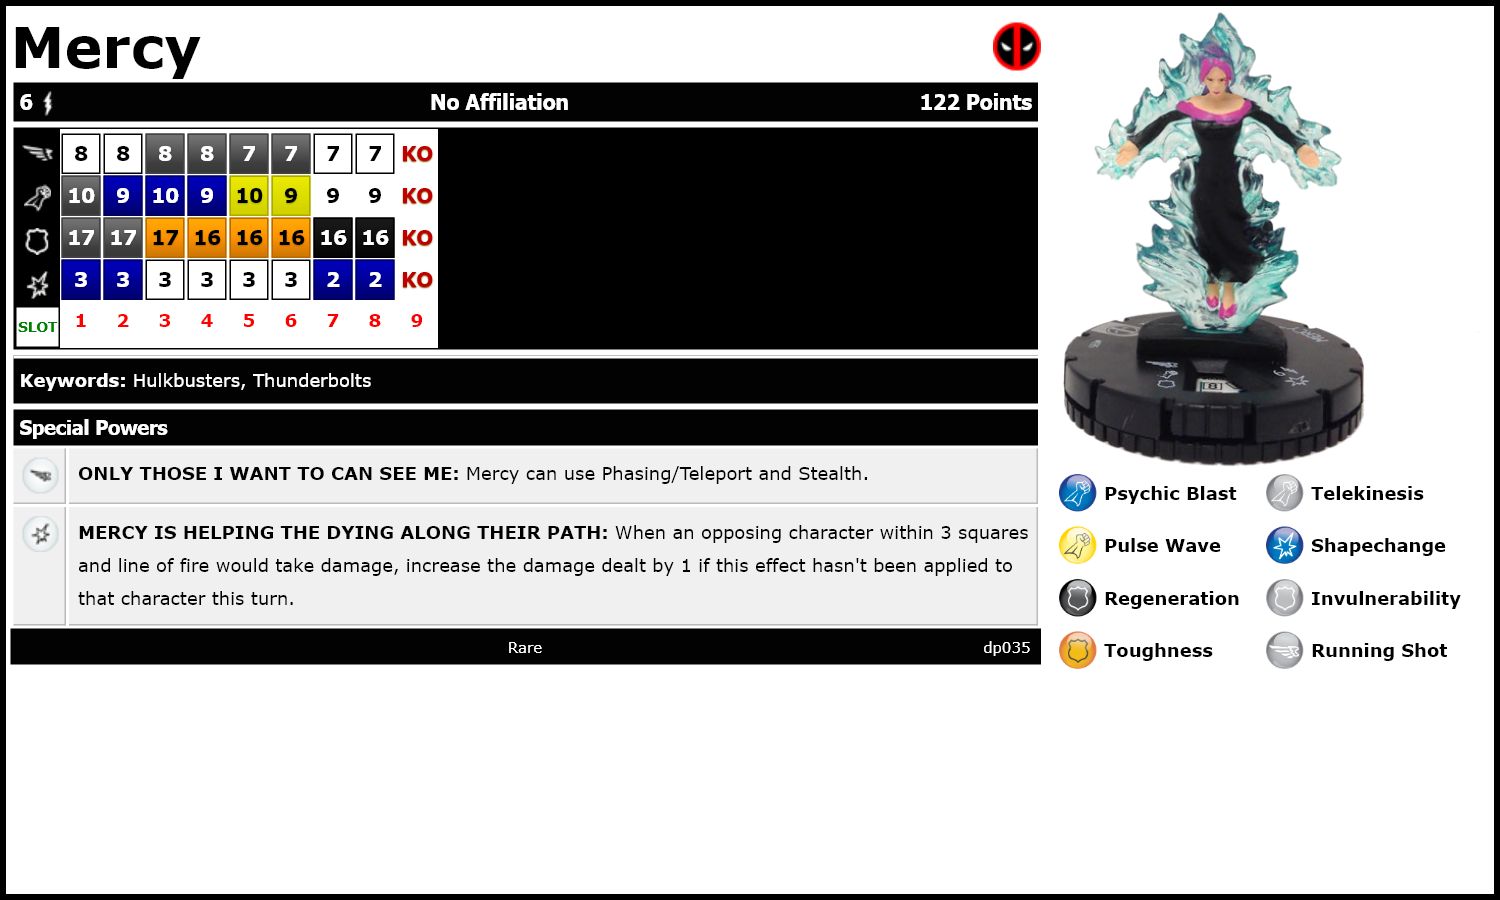 Mercy
6 No Affiliation 122 Points
8 8 8 8 7 7 7 7 KO
10 9 10 9 10 9 9 9 KO
17 17 17 16 16 16 16 16 KO
3 3 3 3 3 3 2 2 KO
SLOT 1 2 3 4 5 6 7 8 9
Keywords: Hulkbusters, Thunderbolts
Special Powers
ONLY THOSE I WANT TO CAN SEE ME: Mercy can use Phasing/Teleport and Stealth.
MERCY IS HELPING THE DYING ALONG THEIR PATH: When an opposing character within 3 squares
and line of fire would take damage, increase the damage dealt by 1 if this effect hasn't been applied to
that character this turn.
Rare dp035
MERCY
6
[8]
Psychic Blast Telekinesis
Pulse Wave Shapechange
Regeneration Invulnerability
Toughness Running Shot